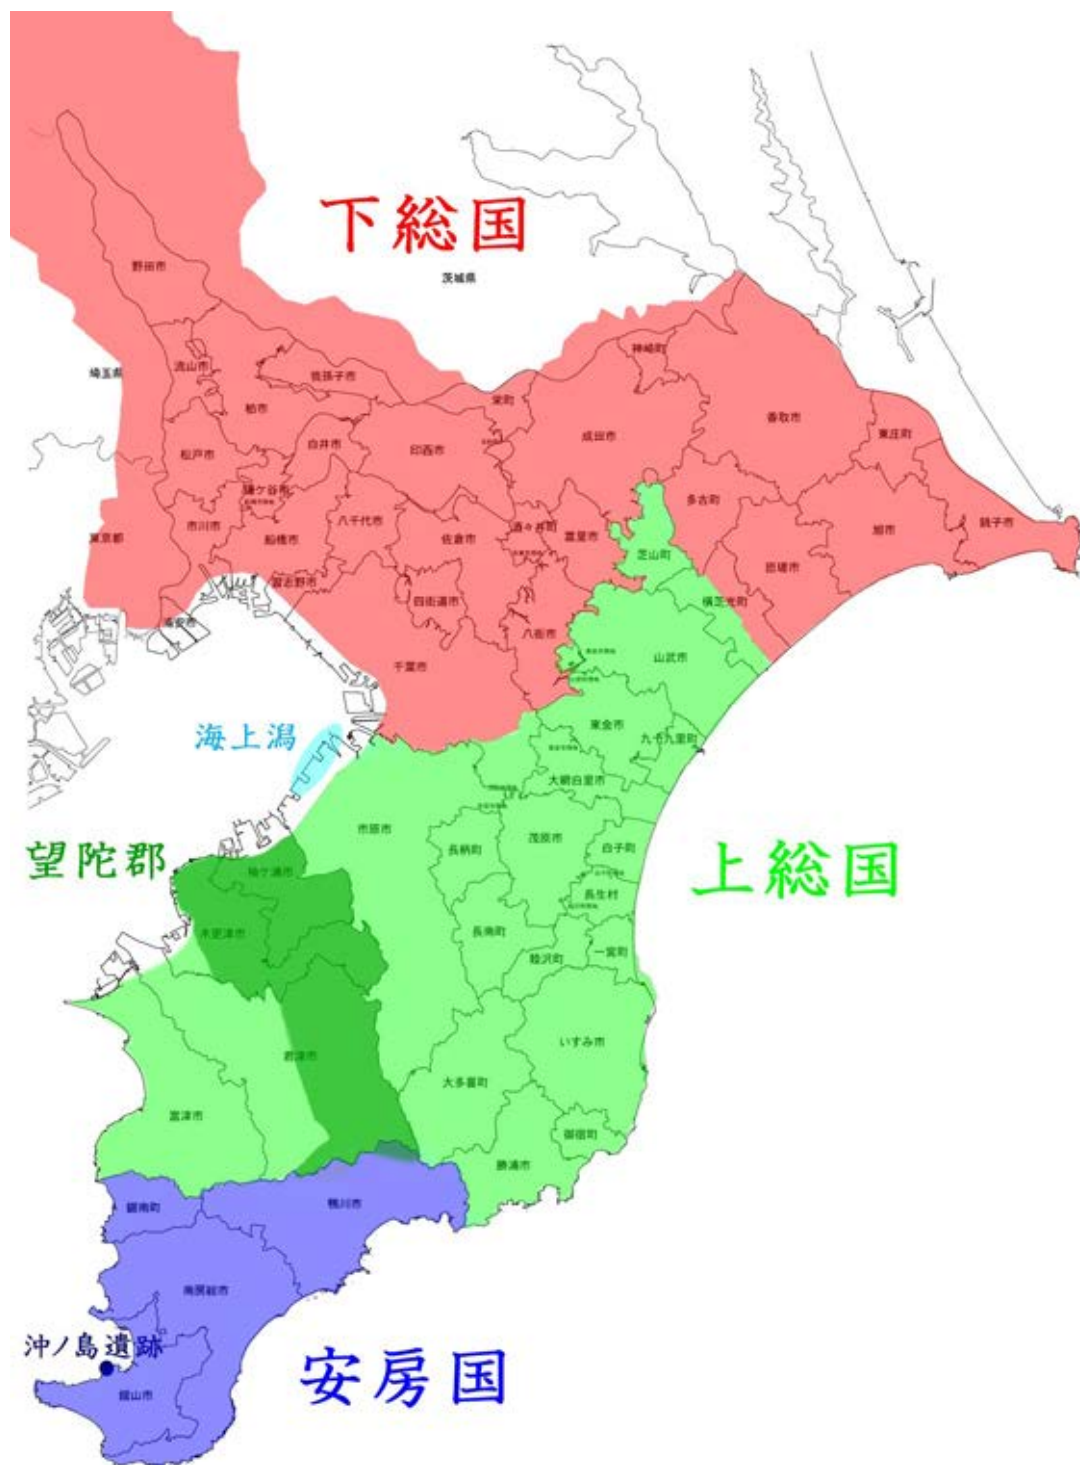 下総国
茨城県
野田市
神崎町
埼玉県
流山市
我孫子市
栄町
柏市
香取市
成田市
東庄町
白井市
印西市
松戸市
鎌ケ谷市
多古町
市川市
八千代市
酒々井町
銚子市
東京都
船橋市
佐倉市
富里市
旭市
芝山町
匝瑳市
習志野市
四街道市
横芝光町
浦安市
八街市
山武市
千葉市
東金市
海上潟
九十九里町
大網白里市
市原市
茂原市
望陀郡
長柄町
白子町
上総国
袖ケ浦市
長生村
木更津市
長南町
睦沢町
一宮町
いすみ市
君津市
大多喜町
富津市
御宿町
勝浦市
鋸南町
鴨川市
南房総市
沖ノ島遺跡
安房国
館山市